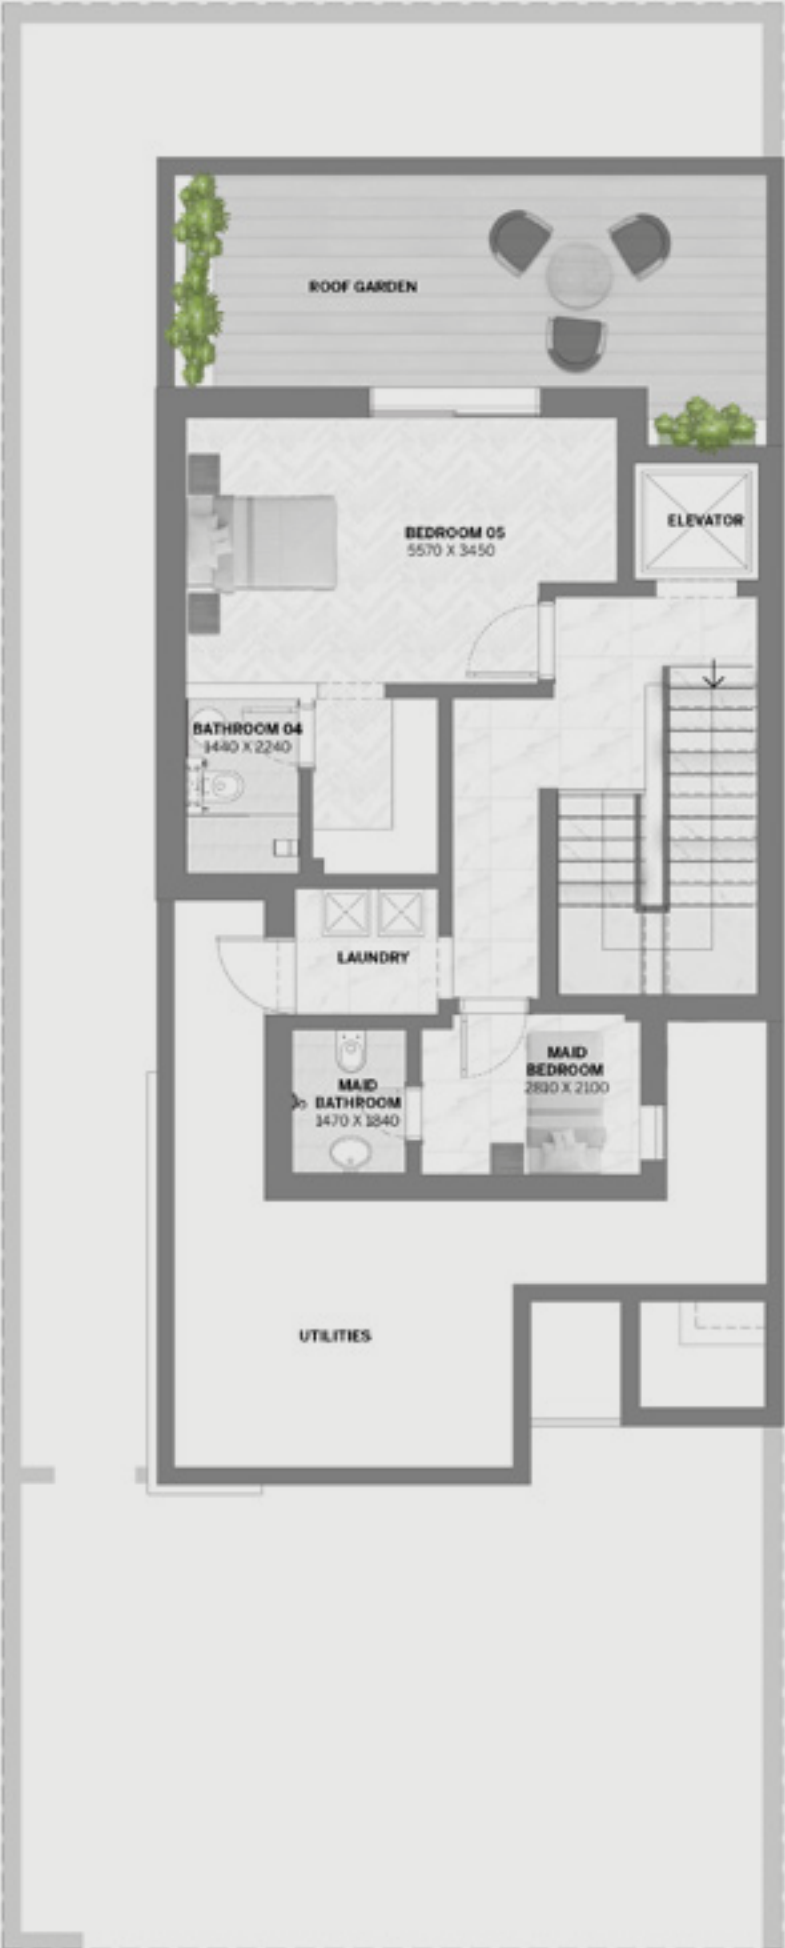 ROOF GARDEN
ELEVATOR
BEDROOM 05
5570 X 3450
BATHROOM 04
1440 X 2240
LAUNDRY
MAID
BEDROOM
2810 X 2100
MAID
BATHROOM
1470 X 1840
UTILITIES